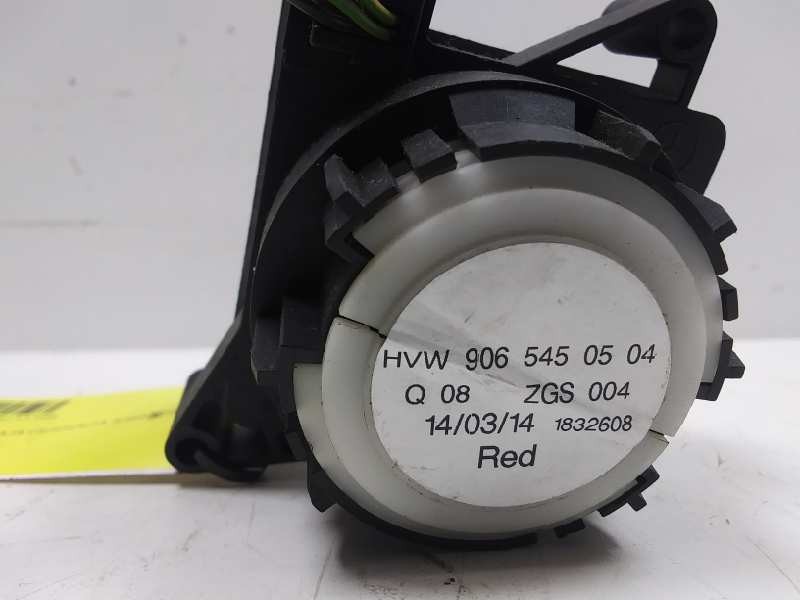 HVW 906 545 05 04
Q 08 ZGS 004
14/03/14 1832608
Red